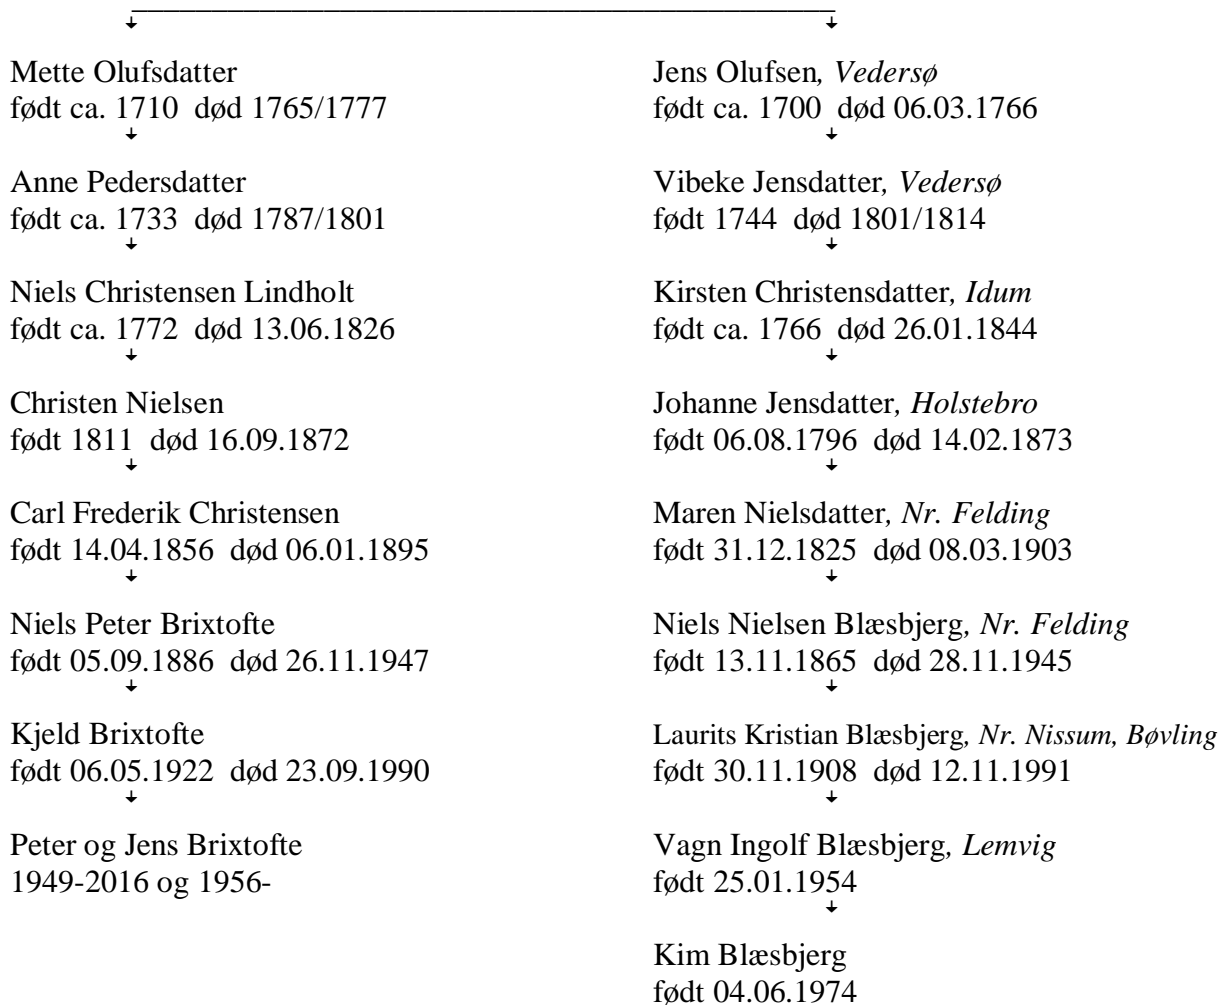 Mette Olufsdatter
født ca. 1710 død 1765/1777
Anne Pedersdatter
født ca. 1733 død 1787/1801
Niels Christensen Lindholt
født ca. 1772 død 13.06.1826
Christen Nielsen
født 1811 død 16.09.1872
Carl Frederik Christensen
født 14.04.1856 død 06.01.1895
Niels Peter Brixtofte
født 05.09.1886 død 26.11.1947
Kjeld Brixtofte
født 06.05.1922 død 23.09.1990
Peter og Jens Brixtofte
1949-2016 og 1956-
Jens Olufsen, Vedersø
født ca. 1700 død 06.03.1766
Vibeke Jensdatter, Vedersø
født 1744 død 1801/1814
Kirsten Christensdatter, Idum
født ca. 1766 død 26.01.1844
Johanne Jensdatter, Holstebro
født 06.08.1796 død 14.02.1873
Maren Nielsdatter, Nr. Felding
født 31.12.1825 død 08.03.1903
Niels Nielsen Blæsbjerg, Nr. Felding
født 13.11.1865 død 28.11.1945
Laurits Kristian Blæsbjerg, Nr. Nissum, Bøvling
født 30.11.1908 død 12.11.1991
Vagn Ingolf Blæsbjerg, Lemvig
født 25.01.1954
Kim Blæsbjerg
født 04.06.1974